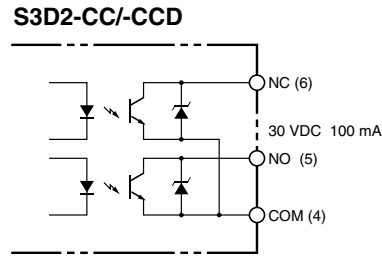 S3D2-CC/-CCD
NC (6)
30 VDC 100 mA
NO (5)
COM (4)